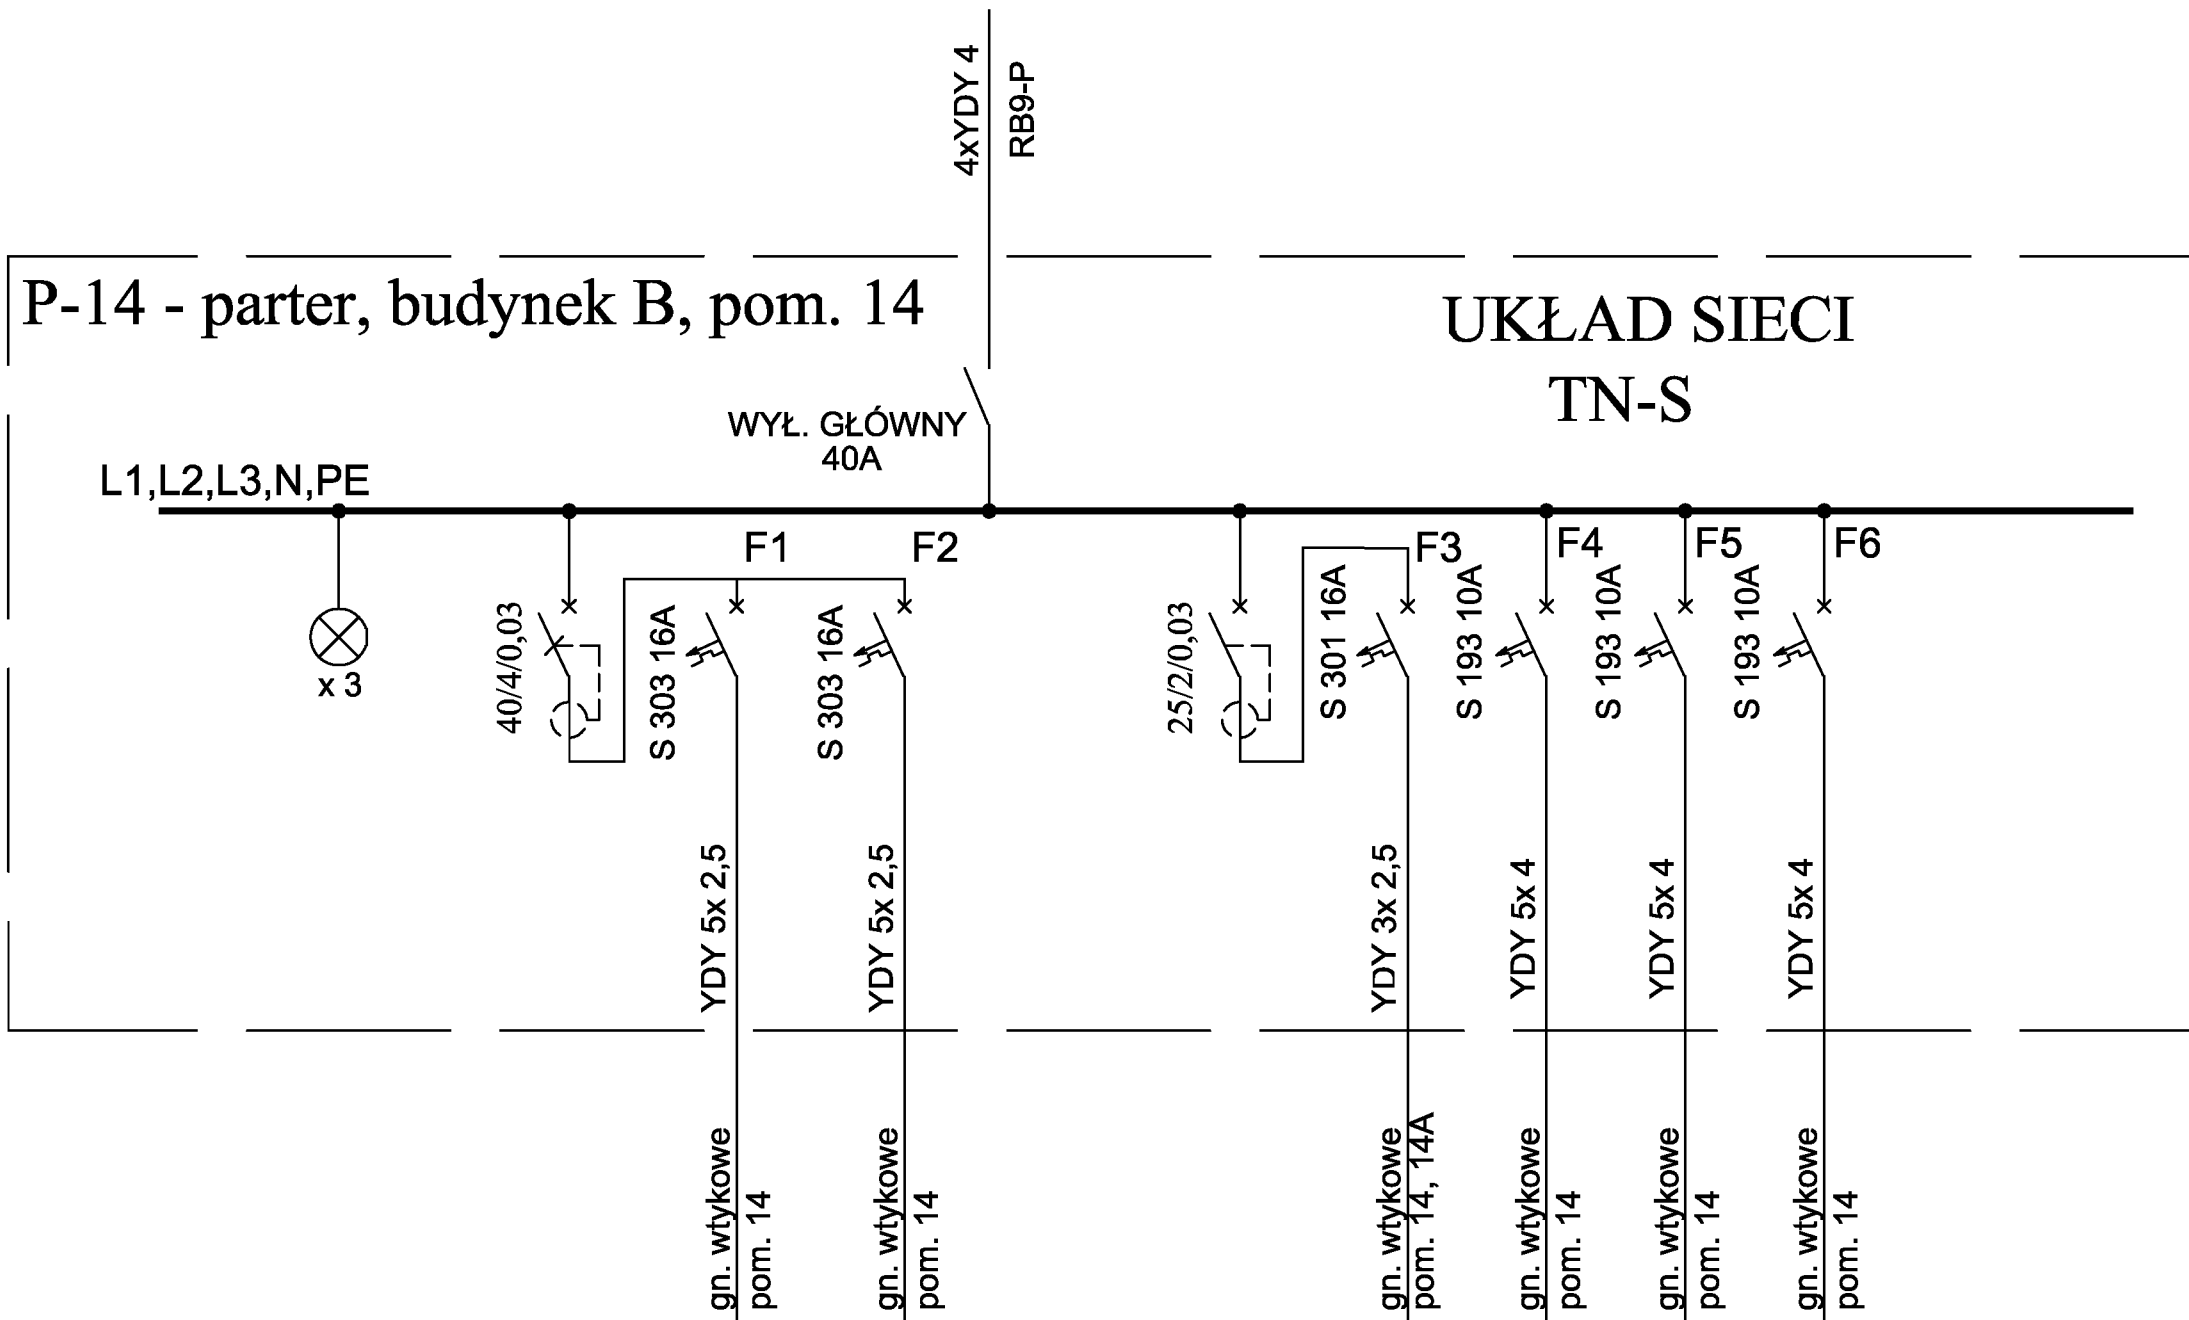 4xYDY 4
RB9-P
P-14 - parter, budynek B, pom. 14
UKŁAD SIECI
TN-S
WYŁ. GŁÓWNY
40A
L1,L2,L3,N,PE
x 3
40/4/0,03
F1
S 303 16A
YDY 5x 2,5
gn. wtykowe
pom. 14
F2
S 303 16A
YDY 5x 2,5
gn. wtykowe
pom. 14
25/2/0,03
F3
S 301 16A
YDY 3x 2,5
gn. wtykowe
pom. 14, 14A
F4
S 193 10A
YDY 5x 4
gn. wtykowe
pom. 14
F5
S 193 10A
YDY 5x 4
gn. wtykowe
pom. 14
F6
S 193 10A
YDY 5x 4
gn. wtykowe
pom. 14